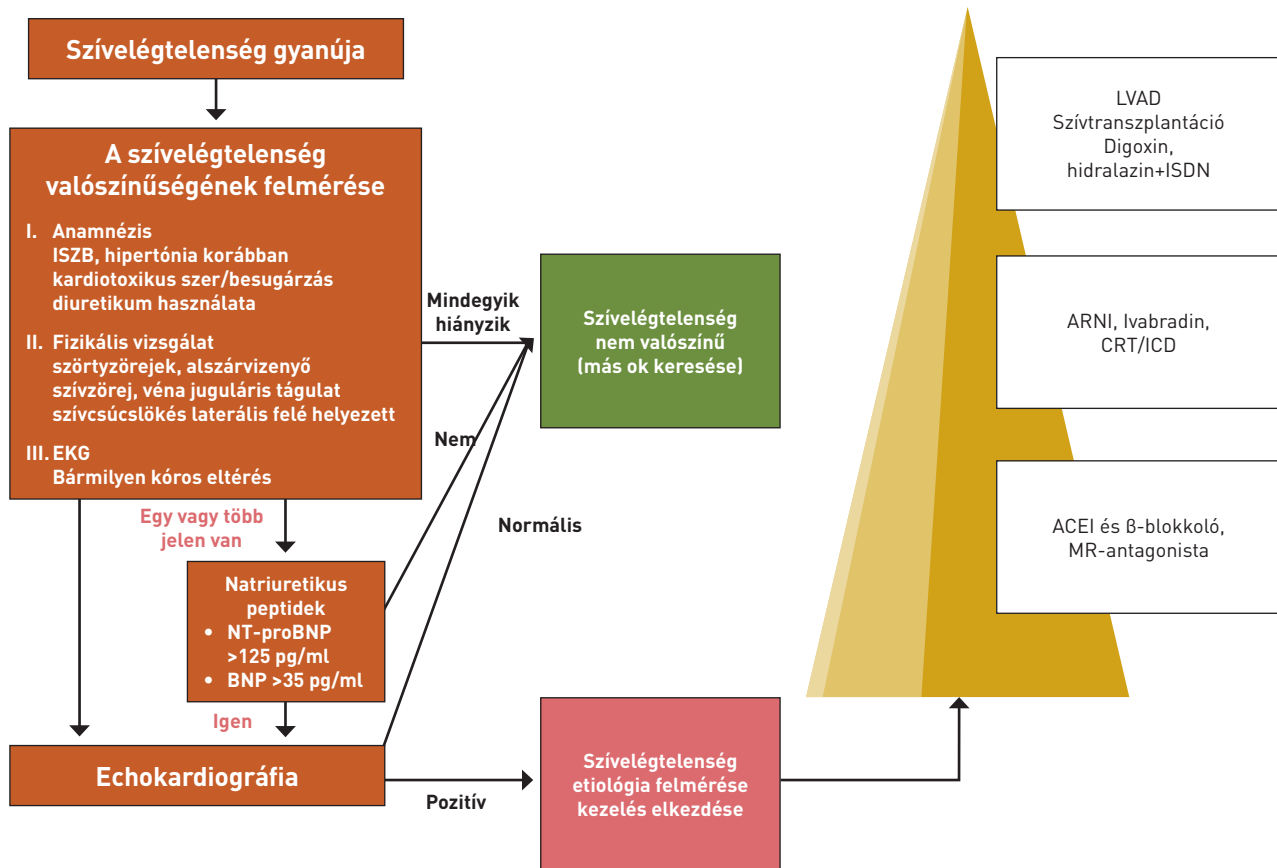 Szívelégtelenség gyanúja
A szívelégtelenség
valószínűségének felmérése
I. Anamnézis
ISZB, hipertónia korábban
kardiotoxikus szer/besugárzás
diuretikum használata
II. Fizikális vizsgálat
szörtyzörejek, alszárvizenyő
szívzörej, véna juguláris tágulat
szívcsúcslökés laterális felé helyezett
III. EKG
Bármilyen kóros eltérés
Mindegyik
hiányzik
Szívelégtelenség
nem valószínű
(más ok keresése)
Nem
Normális
Egy vagy több
jelen van
Natriuretikus
peptidek
• NT-proBNP
>125 pg/ml
• BNP >35 pg/ml
Igen
Echokardiográfia
Pozitív
Szívelégtelenség
etiológia felmérése
kezelés elkezdése
LVAD
Szívtranszplantáció
Digoxin,
hidralazin+ISDN
ARNI, Ivabradin,
CRT/ICD
ACEI és ß-blokkoló,
MR-antagonista